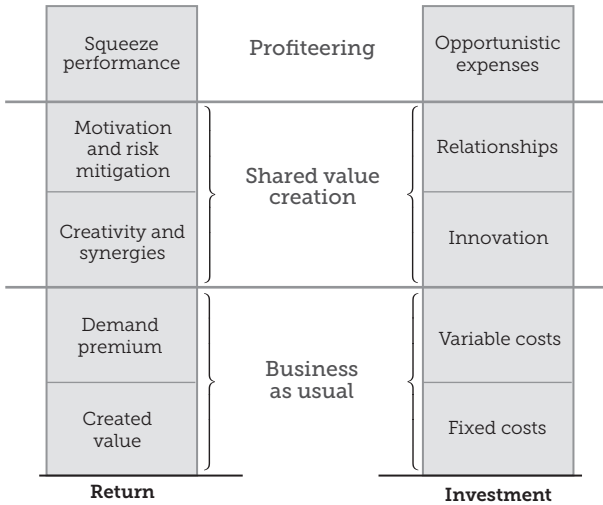 Squeeze
performance
Profiteering
Opportunistic
expenses
Motivation
and risk
mitigation
Shared value
creation
Relationships
Creativity and
synergies
Innovation
Demand
premium
Business
as usual
Variable costs
Created
value
Fixed costs
Return
Investment